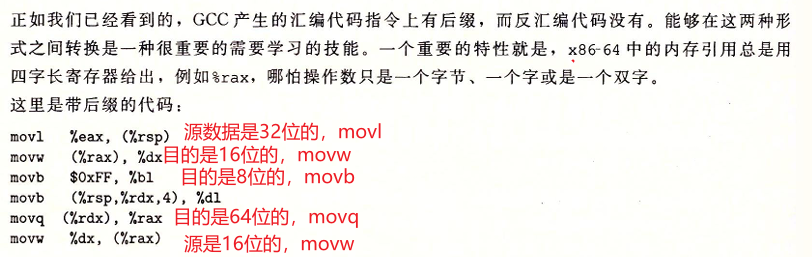 正如我们已经看到的，GCC 产生的汇编代码指令上有后缀，而反汇编代码没有。能够在这两种形
式之间转换是一种很重要的需要学习的技能。一个重要的特性就是，x86-64 中的内存引用总是用
四字长寄存器给出，例如%rax，哪怕操作数只是一个字节、一个字或是一个双字。
这里是带后缀的代码：
movl %eax, (%rsp) 源数据是32位的，movl
movw (%rax), %dx 目的是16位的，movw
movb $0xFF, %bl 目的是8位的，movb
movb (%rsp,%rdx,4), %dl
movq (%rdx), %rax 目的是64位的，movq
movw %dx, (%rax) 源是16位的，movw